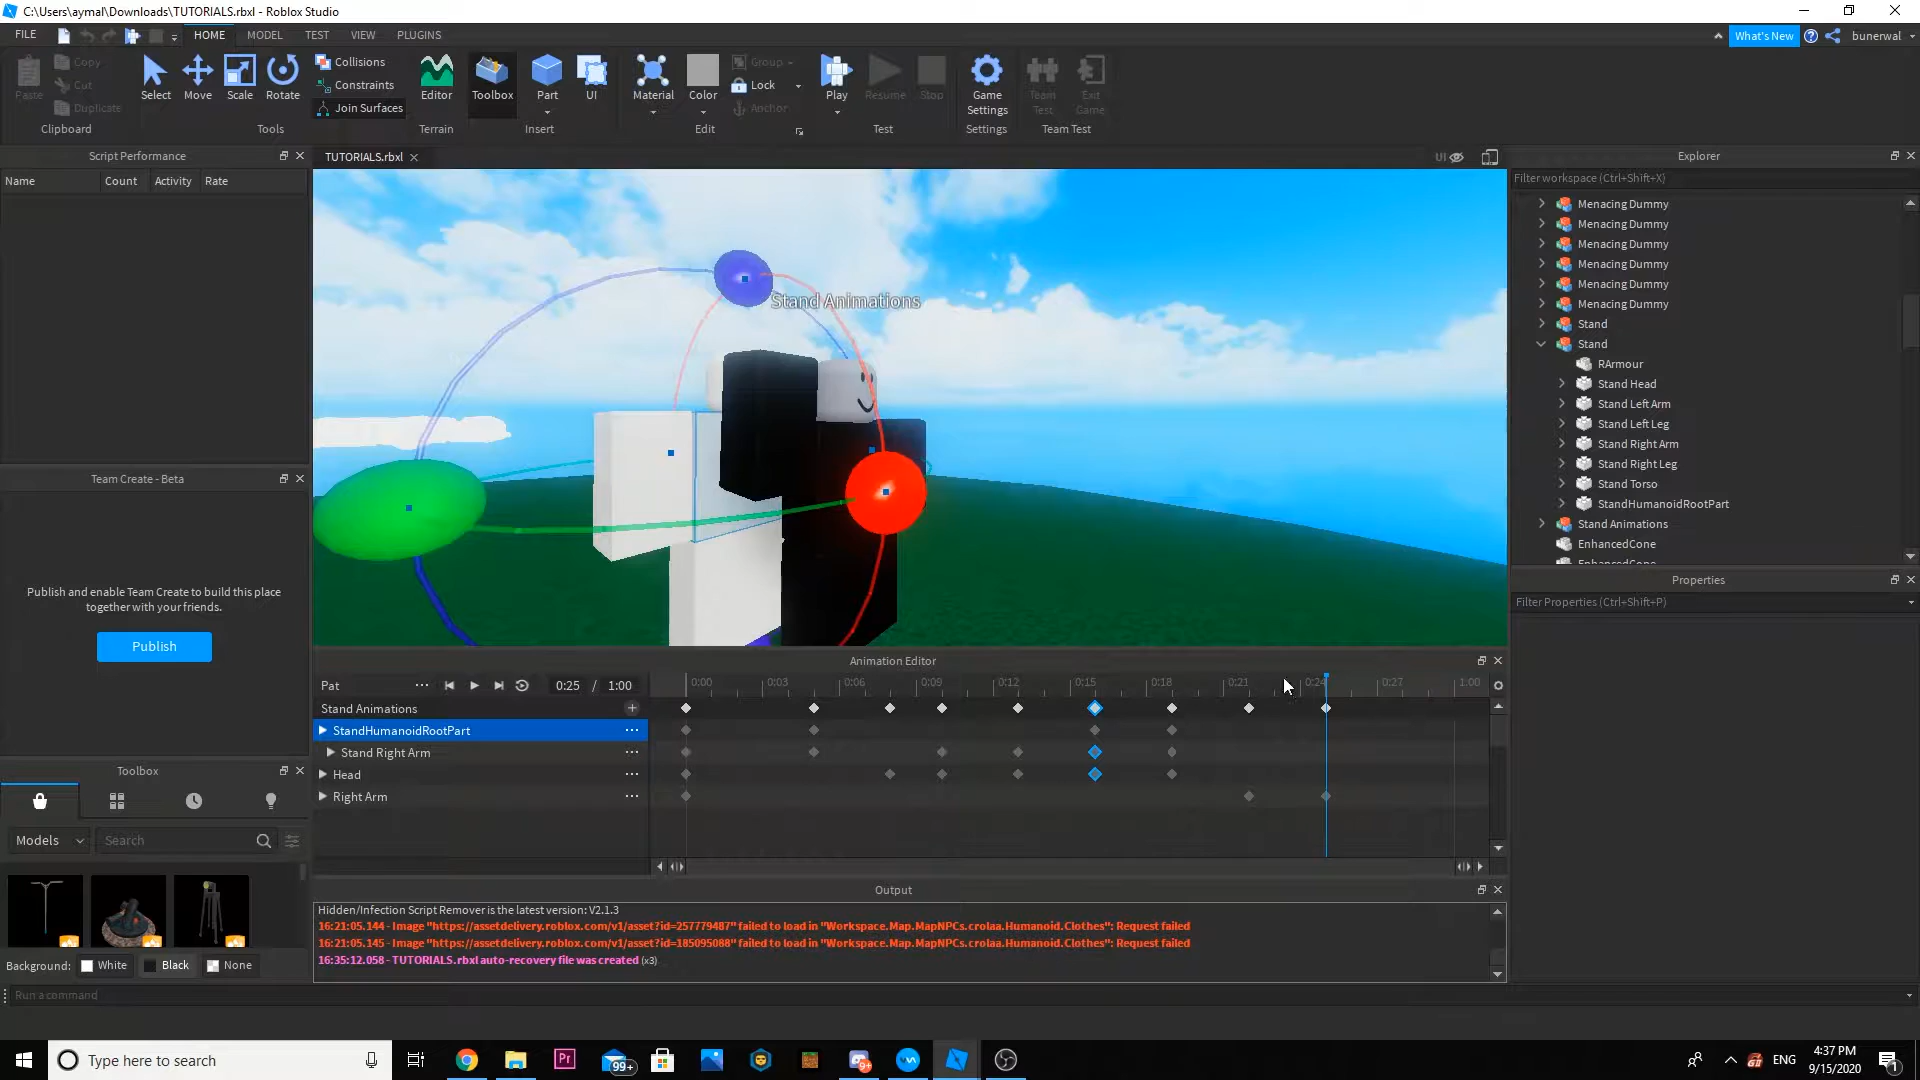 C:\Users\aymal\Downloads\TUTORIALS.rbxl - Roblox Studio
FILE HOME MODEL TEST VIEW PLUGINS What's New bunerwal
Paste Copy Cut Duplicate
Select Move Scale Rotate
Collisions Constraints Join Surfaces
Editor Toolbox Part UI Material Color
Group Lock Anchor
Play Resume Stop
Game Settings Team Test Exit Game
Clipboard Tools Terrain Insert Edit Test Settings Team Test
Script Performance
Name Count Activity Rate
TUTORIALS.rbxl
UI
Explorer
Filter workspace (Ctrl+Shift+X)
Menacing Dummy
Menacing Dummy
Menacing Dummy
Menacing Dummy
Menacing Dummy
Menacing Dummy
Stand
Stand
RArmour
Stand Head
Stand Left Arm
Stand Left Leg
Stand Right Arm
Stand Right Leg
Stand Torso
StandHumanoidRootPart
Stand Animations
EnhancedCone
EnhancedCone
Stand Animations
Team Create - Beta
Publish and enable Team Create to build this place
together with your friends.
Publish
Properties
Filter Properties (Ctrl+Shift+P)
Animation Editor
Pat ... 0:25 / 1:00
0:00 0:03 0:06 0:09 0:12 0:15 0:18 0:21 0:24 0:27 1:00
Stand Animations
StandHumanoidRootPart ...
Stand Right Arm ...
Head ...
Right Arm ...
Toolbox
Models Search
Background: White Black None
Output
Hidden/Infection Script Remover is the latest version: V2.1.3
16:21:05.144 - Image "https://assetdelivery.roblox.com/v1/asset?id=257779487" failed to load in "Workspace.Map.MapNPCs.crolaa.Humanoid.Clothes": Request failed
16:21:05.145 - Image "https://assetdelivery.roblox.com/v1/asset?id=185095088" failed to load in "Workspace.Map.MapNPCs.crolaa.Humanoid.Clothes": Request failed
16:35:12.058 - TUTORIALS.rbxl auto-recovery file was created (x3)
Run a command
Type here to search
Pr
99+
ENG
4:37 PM
9/15/2020
1